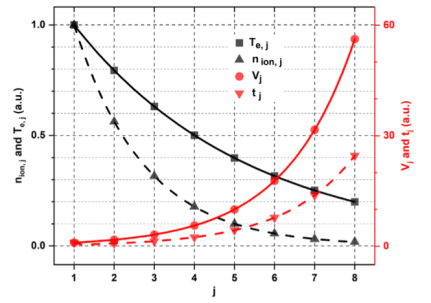 1.0
0.5
0.0
60
30
0
1 2 3 4 5 6 7 8
j
n_ion, j and T_e, j (a.u.)
V_j and t_j (a.u.)
T_e, j
n_ion, j
V_j
t_j